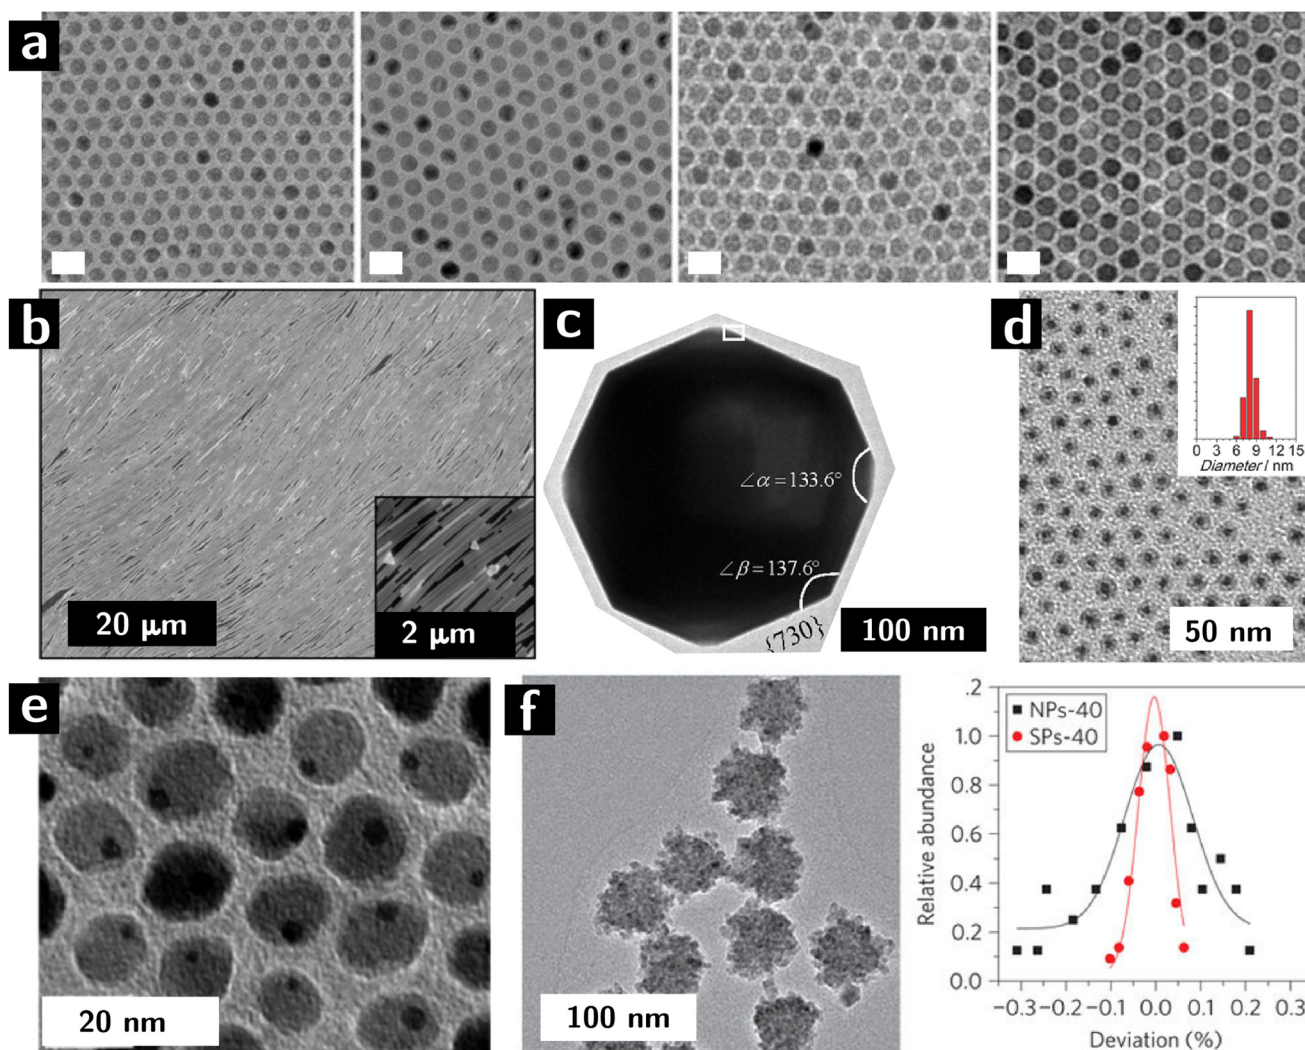 a
b
20 μm
2 μm
c
∠α=133.6°
∠β=137.6°
{730}
100 nm
d
0 3 6 9 12 15
Diameter / nm
50 nm
e
20 nm
f
100 nm
.2
1.0
0.8
0.6
0.4
0.2
0.0
Relative abundance
NPs-40
SPs-40
−0.3 −0.2 −0.1 0.0 0.1 0.2 0.3
Deviation (%)